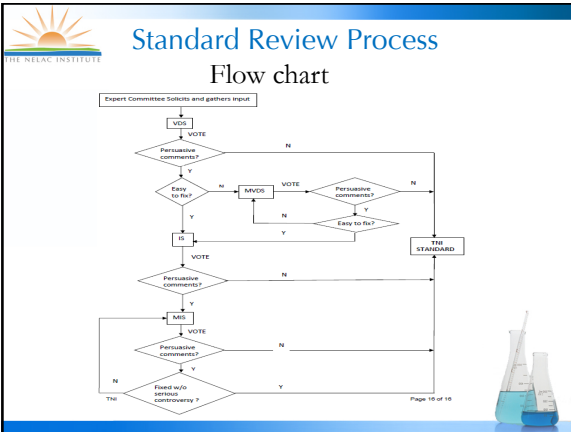 THE NELAC INSTITUTE
Standard Review Process
Flow chart
Expert Committee Solicits and gathers input
VDS
VOTE
Persuasive
comments?
N
Y
Easy
to fix?
N
MVDS
VOTE
Persuasive
comments?
N
Y
N
Easy to fix?
Y
Y
IS
TNI
STANDARD
VOTE
Persuasive
comments?
N
Y
MIS
VOTE
Persuasive
comments?
N
Y
N
Fixed w/o
serious
controversy ?
Y
TNI
Page 16 of 16